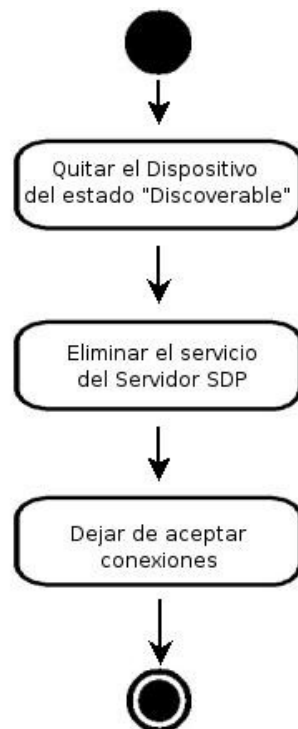 Quitar el Dispositivo
del estado "Discoverable"
Eliminar el servicio
del Servidor SDP
Dejar de aceptar
conexiones